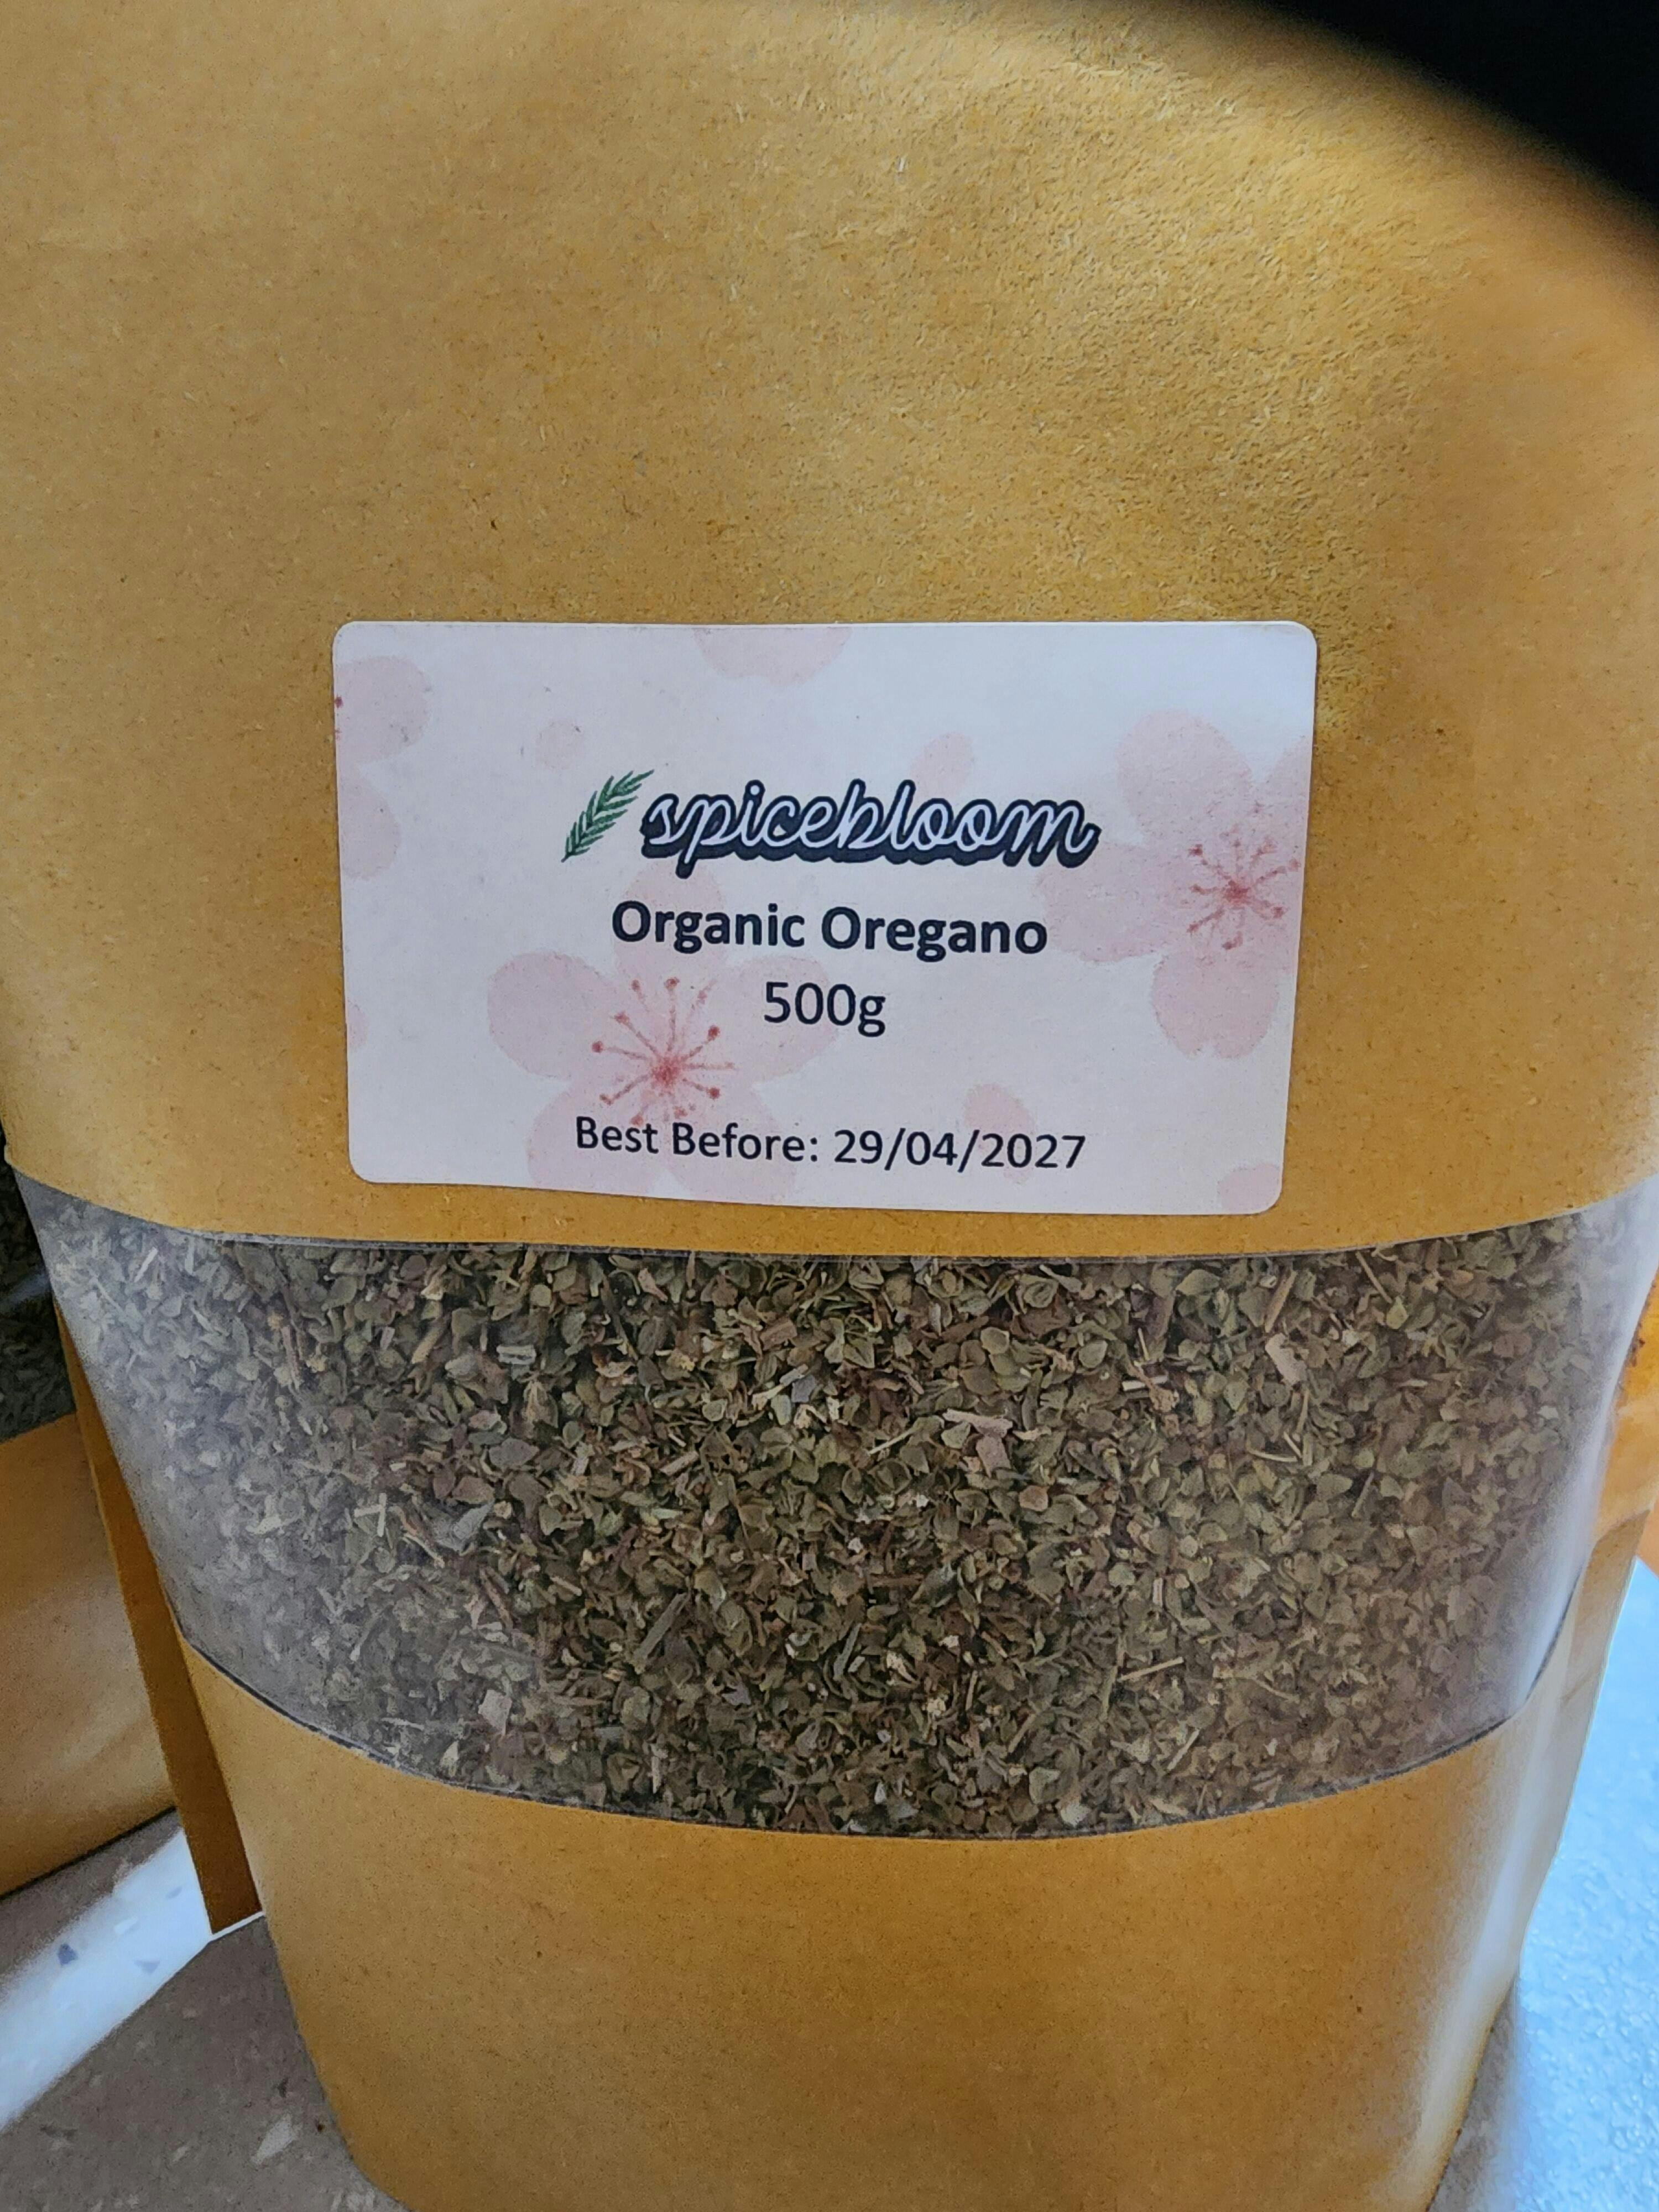 spicebloom
Organic Oregano
500g
Best Before: 29/04/2027